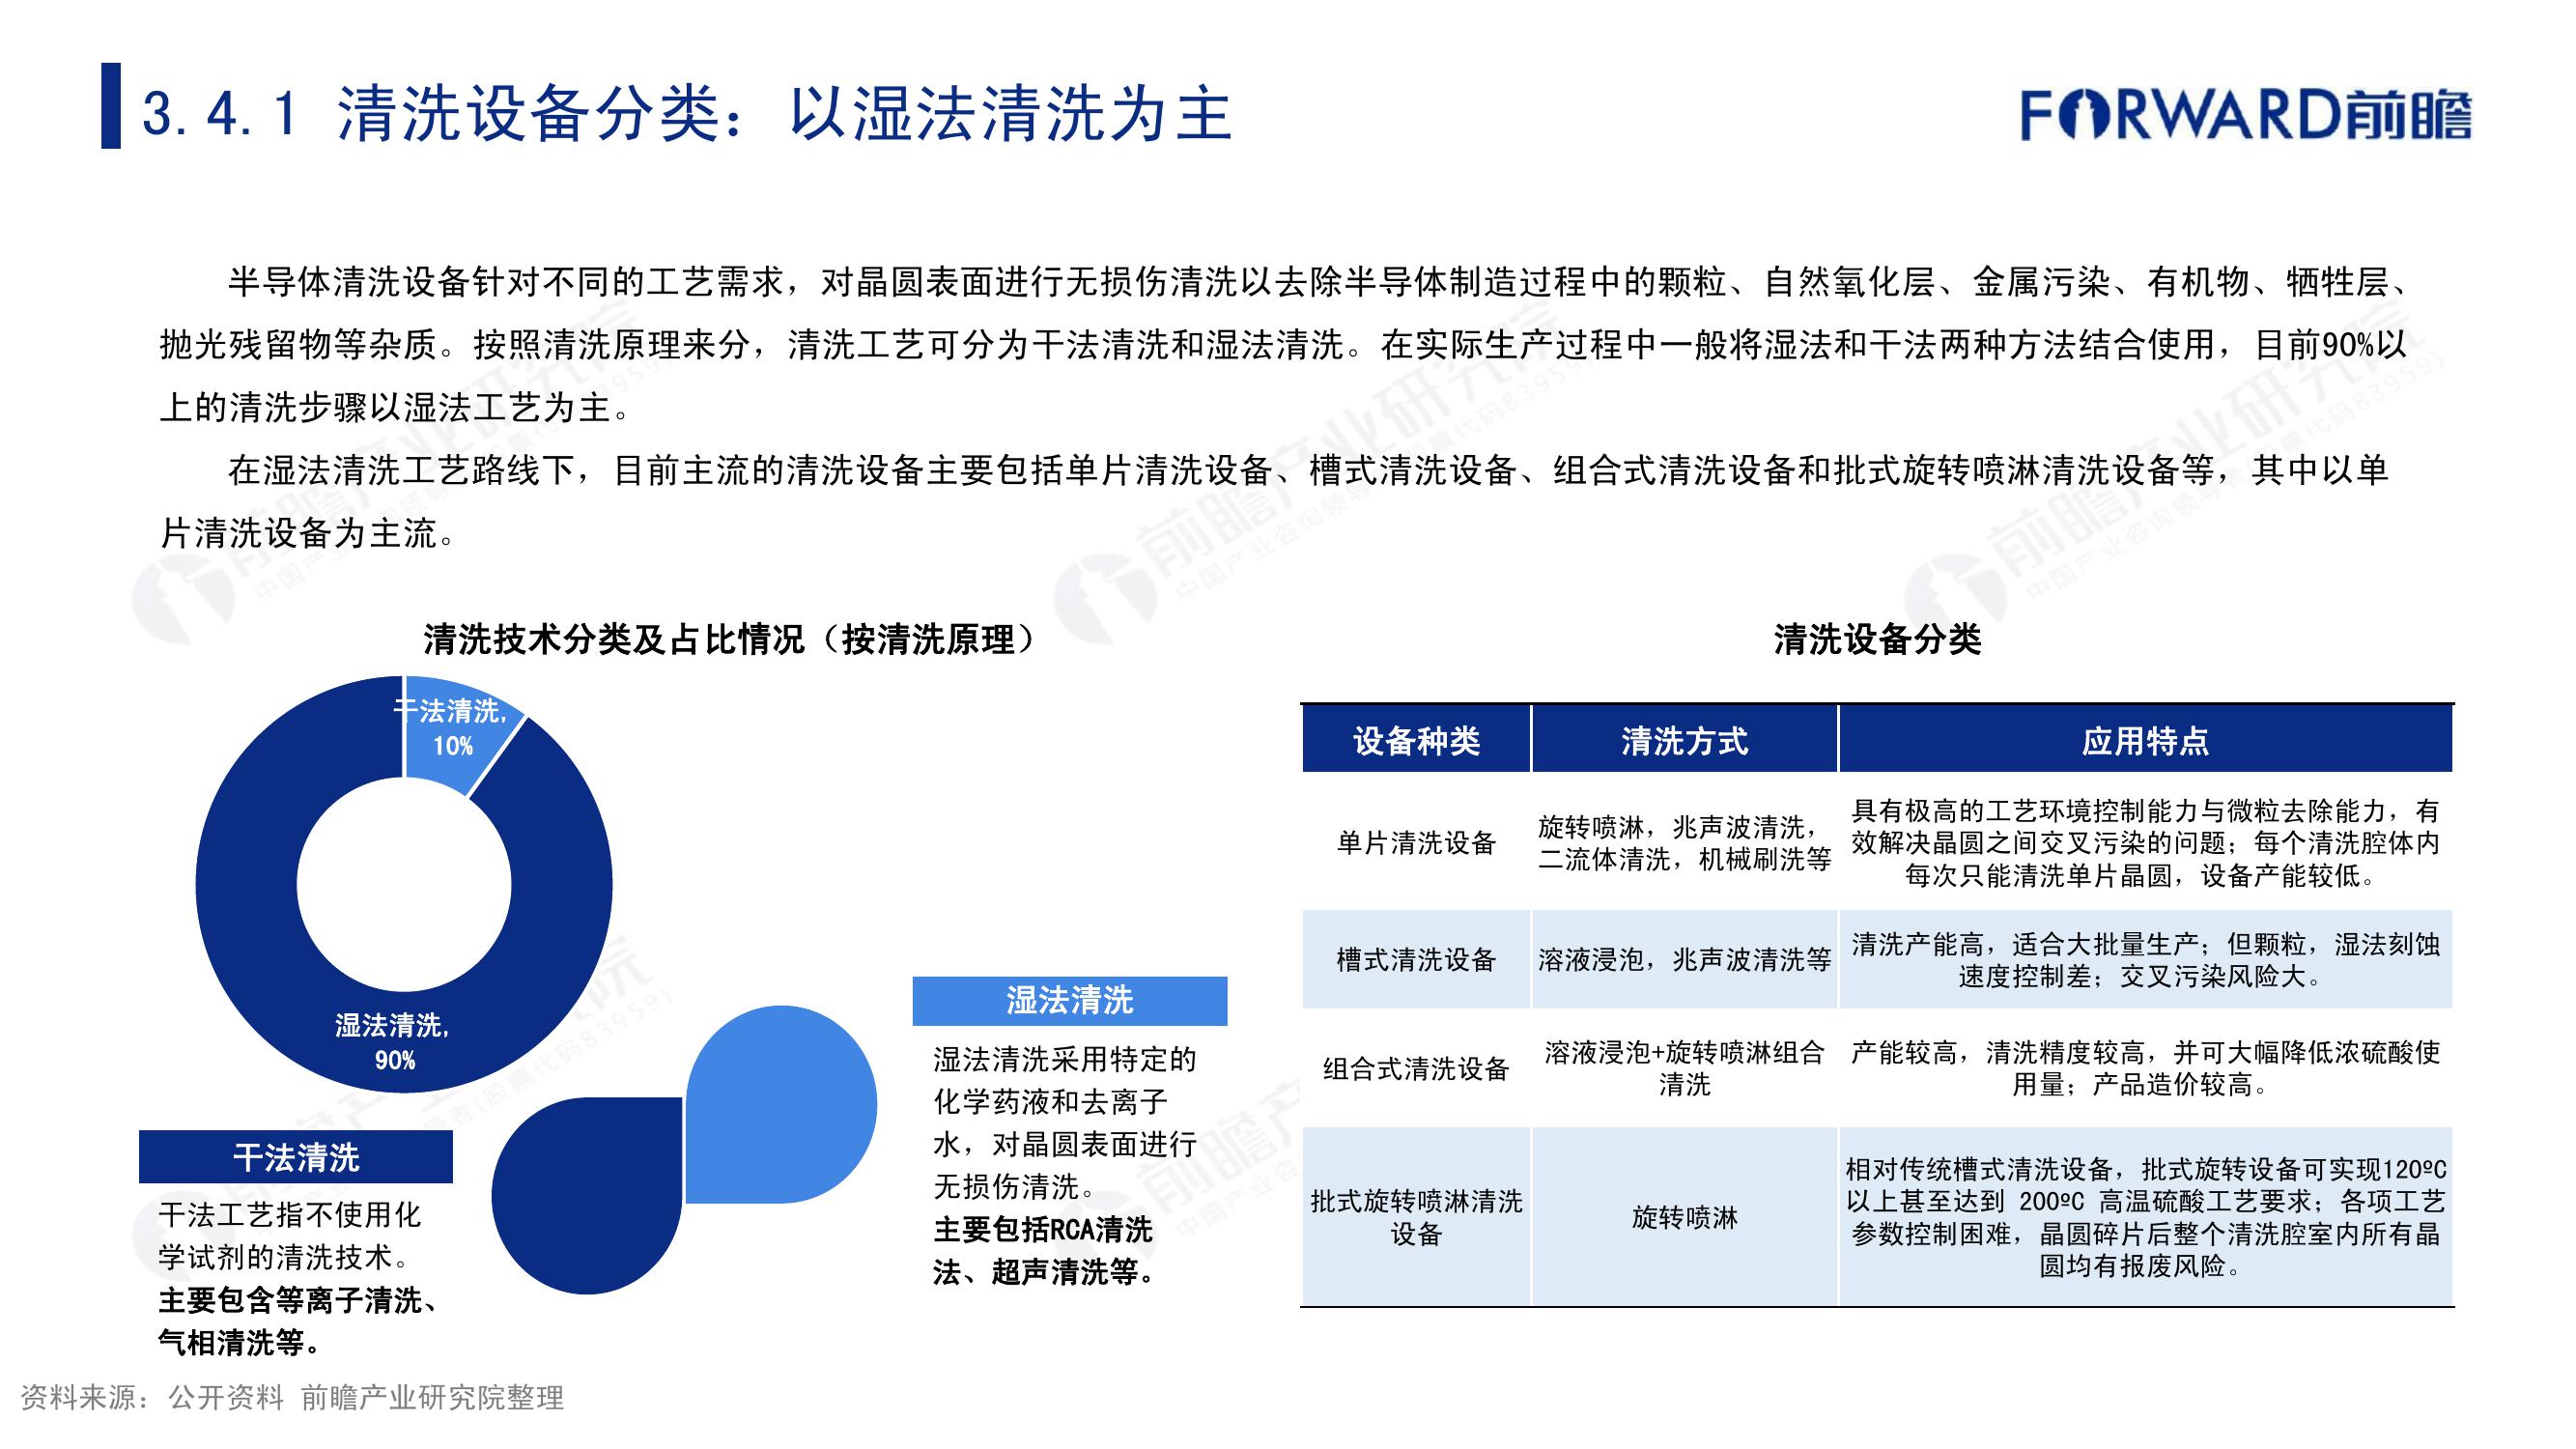 3.4.1 清洗设备分类：以湿法清洗为主
FORWARD前瞻
半导体清洗设备针对不同的工艺需求，对晶圆表面进行无损伤清洗以去除半导体制造过程中的颗粒、自然氧化层、金属污染、有机物、牺牲层、
抛光残留物等杂质。按照清洗原理来分，清洗工艺可分为干法清洗和湿法清洗。在实际生产过程中一般将湿法和干法两种方法结合使用，目前90%以
上的清洗步骤以湿法工艺为主。
在湿法清洗工艺路线下，目前主流的清洗设备主要包括单片清洗设备、槽式清洗设备、组合式清洗设备和批式旋转喷淋清洗设备等，其中以单
片清洗设备为主流。
清洗技术分类及占比情况（按清洗原理）
干法清洗,
10%
湿法清洗,
90%
湿法清洗
湿法清洗采用特定的
化学药液和去离子
水，对晶圆表面进行
无损伤清洗。
主要包括RCA清洗
法、超声清洗等。
干法清洗
干法工艺指不使用化
学试剂的清洗技术。
主要包含等离子清洗、
气相清洗等。
清洗设备分类
设备种类 清洗方式 应用特点
单片清洗设备
旋转喷淋，兆声波清洗，
二流体清洗，机械刷洗等
具有极高的工艺环境控制能力与微粒去除能力，有
效解决晶圆之间交叉污染的问题；每个清洗腔体内
每次只能清洗单片晶圆，设备产能较低。
槽式清洗设备
溶液浸泡，兆声波清洗等
清洗产能高，适合大批量生产；但颗粒，湿法刻蚀
速度控制差；交叉污染风险大。
组合式清洗设备
溶液浸泡+旋转喷淋组合
清洗
产能较高，清洗精度较高，并可大幅降低浓硫酸使
用量；产品造价较高。
批式旋转喷淋清洗
设备
旋转喷淋
相对传统槽式清洗设备，批式旋转设备可实现120ºC
以上甚至达到 200ºC 高温硫酸工艺要求；各项工艺
参数控制困难，晶圆碎片后整个清洗腔室内所有晶
圆均有报废风险。
资料来源：公开资料 前瞻产业研究院整理
前瞻产业研究院
中国产业咨询领导者(股票代码83959)